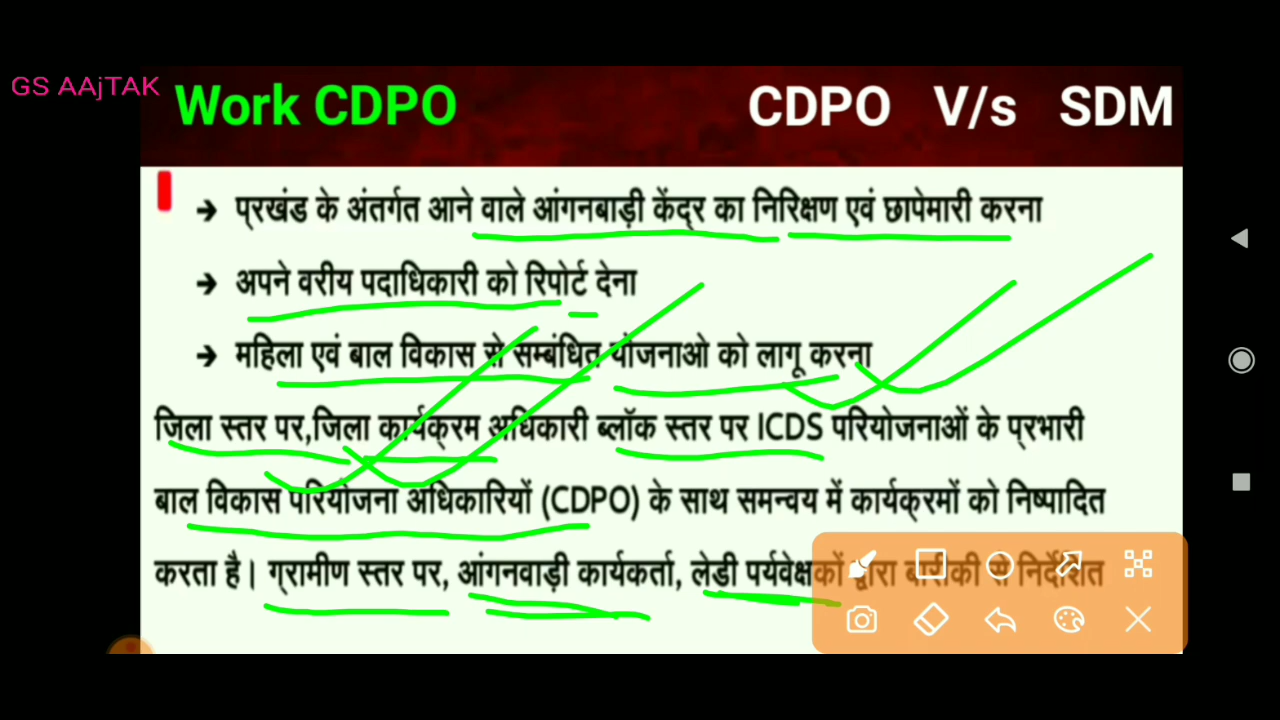 GS AAjTAK
Work CDPO CDPO V/s SDM
→ प्रखंड के अंतर्गत आने वाले आंगनबाड़ी केंद्र का निरिक्षण एवं छापेमारी करना
→ अपने वरीय पदाधिकारी को रिपोर्ट देना
→ महिला एवं बाल विकास से सम्बंधित योजनाओ को लागू करना
जिला स्तर पर,जिला कार्यक्रम अधिकारी ब्लॉक स्तर पर ICDS परियोजनाओं के प्रभारी
बाल विकास परियोजना अधिकारियों (CDPO) के साथ समन्वय में कार्यक्रमों को निष्पादित
करता है। ग्रामीण स्तर पर, आंगनवाड़ी कार्यकर्ता, लेडी पर्यवेक्षकों द्वारा बारीकी से निर्देशित